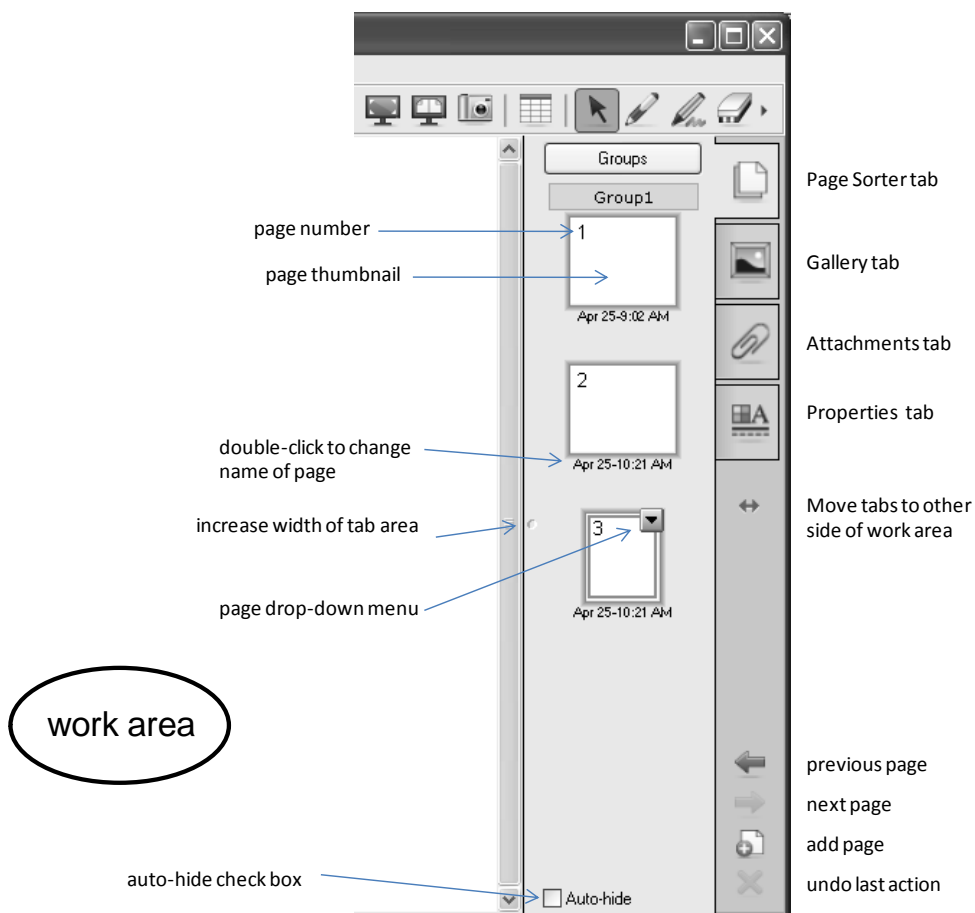 Groups
Group1
Page Sorter tab
page number
1
page thumbnail
Gallery tab
Apr 25-9:02 AM
Attachments tab
2
A
Properties tab
double-click to change
name of page
Apr 25-10:21 AM
increase width of tab area
3
Move tabs to other
side of work area
page drop-down menu
Apr 25-10:21 AM
work area
previous page
next page
add page
auto-hide check box
Auto-hide
undo last action